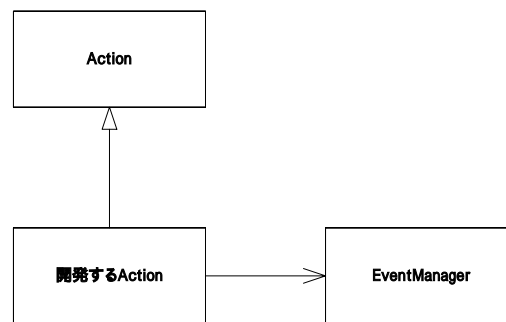 Action
開発するAction
EventManager